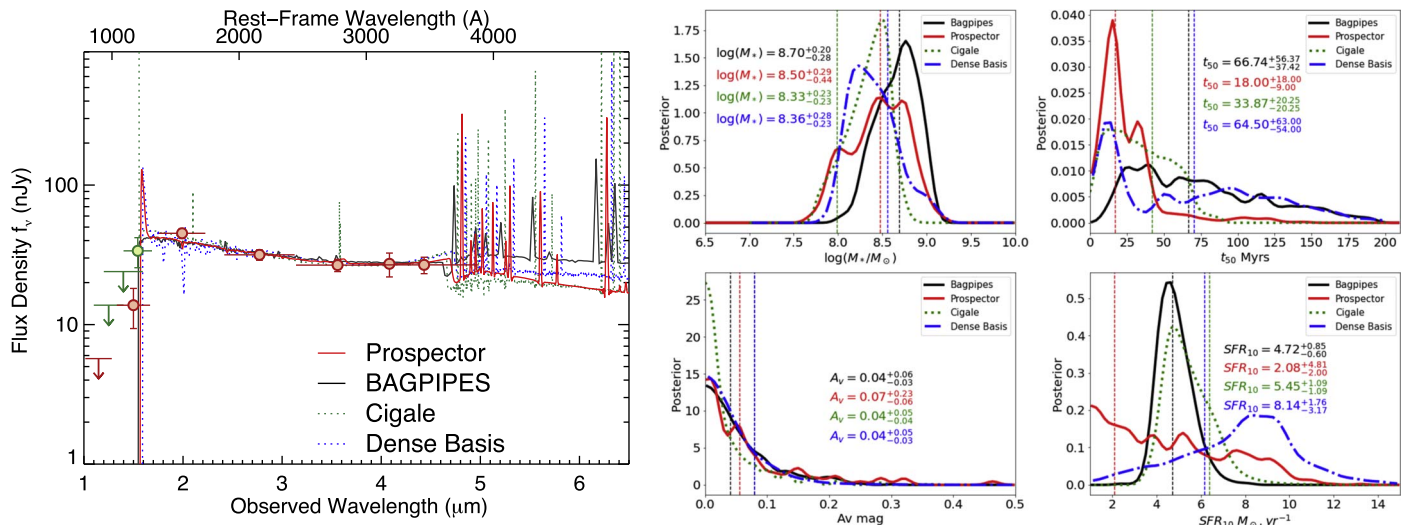 Rest-Frame Wavelength (A)
1000 2000 3000 4000
Flux Density fν (nJy)
100
10
1
Prospector
BAGPIPES
Cigale
Dense Basis
1 2 3 4 5 6
Observed Wavelength (μm)
Posterior
1.75
1.50
1.25
1.00
0.75
0.50
0.25
0.00
log(M*) = 8.70 +0.20 −0.28
log(M*) = 8.50 +0.29 −0.44
log(M*) = 8.33 +0.23 −0.23
log(M*) = 8.36 +0.28 −0.23
Bagpipes
Prospector
Cigale
Dense Basis
6.5 7.0 7.5 8.0 8.5 9.0 9.5 10.0
log(M*/M⊙)
Posterior
0.040
0.035
0.030
0.025
0.020
0.015
0.010
0.005
0.000
t50 = 66.74 +56.37 −37.42
t50 = 18.00 +18.00 −9.00
t50 = 33.87 +20.25 −20.25
t50 = 64.50 +63.00 −54.00
Bagpipes
Prospector
Cigale
Dense Basis
0 25 50 75 100 125 150 175 200
t50 Myrs
Posterior
25
20
15
10
5
0
Bagpipes
Prospector
Cigale
Dense Basis
Av = 0.04 +0.06 −0.03
Av = 0.07 +0.23 −0.06
Av = 0.04 +0.05 −0.04
Av = 0.04 +0.05 −0.03
0.0 0.1 0.2 0.3 0.4 0.5
Av mag
Posterior
0.5
0.4
0.3
0.2
0.1
0.0
Bagpipes
Prospector
Cigale
Dense Basis
SFR10 = 4.72 +0.85 −0.60
SFR10 = 2.08 +4.81 −2.00
SFR10 = 5.45 +1.09 −1.09
SFR10 = 8.14 +1.76 −3.17
2 4 6 8 10 12 14
SFR10 M⊙, yr−1